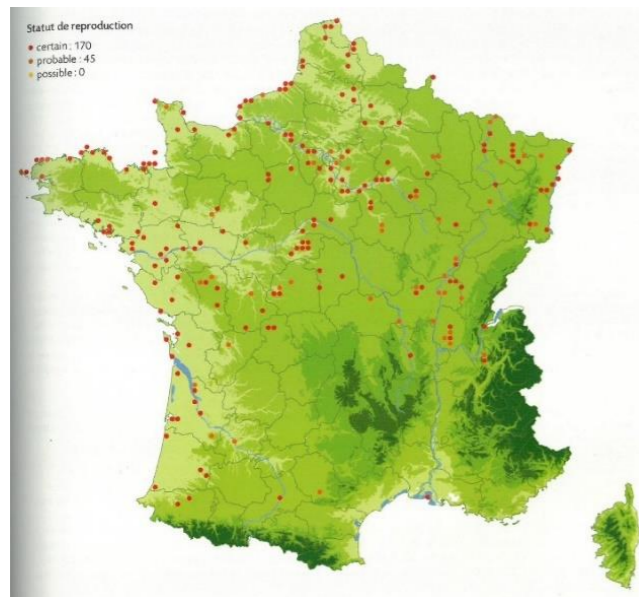 Statut de reproduction
• certain : 170
• probable : 45
• possible : 0